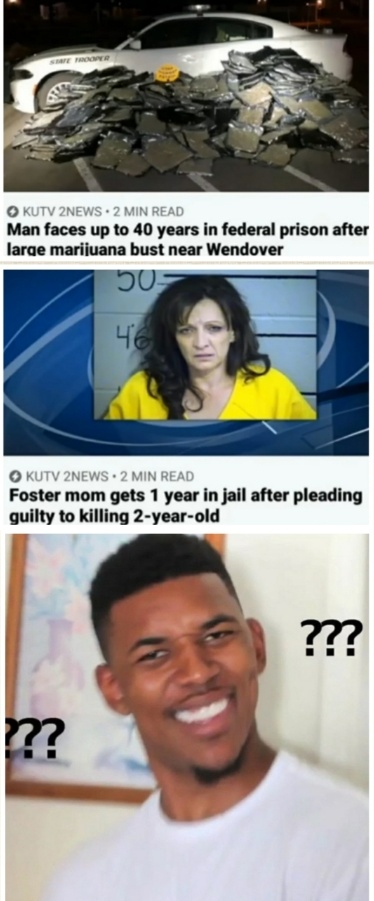 STATE TROOPER
KUTV 2NEWS • 2 MIN READ
Man faces up to 40 years in federal prison after
large marijuana bust near Wendover
50
46
KUTV 2NEWS • 2 MIN READ
Foster mom gets 1 year in jail after pleading
guilty to killing 2-year-old
???
???